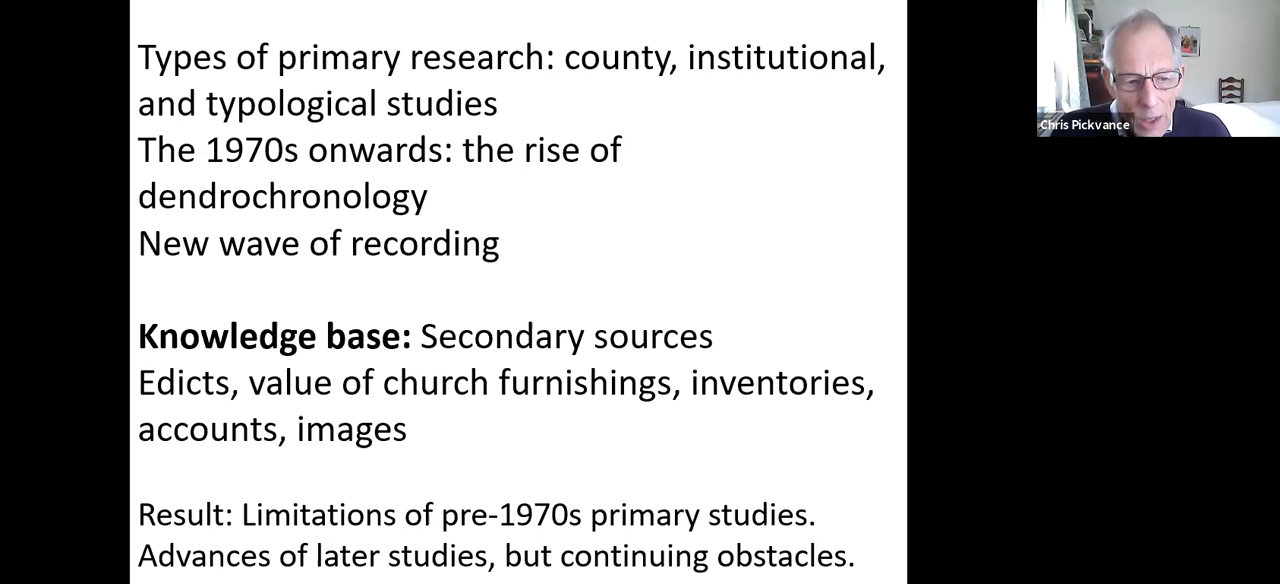 Types of primary research: county, institutional,
and typological studies
The 1970s onwards: the rise of
dendrochronology
New wave of recording
Knowledge base: Secondary sources
Edicts, value of church furnishings, inventories,
accounts, images
Result: Limitations of pre-1970s primary studies.
Advances of later studies, but continuing obstacles.
Chris Pickvance